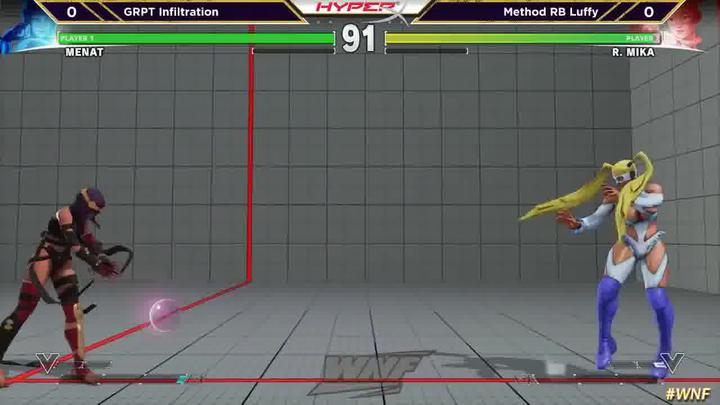 0 GRPT Infiltration HYPER Method RB Luffy 0
PLAYER 1 91 PLAYER
MENAT R. MIKA
V V
WNF
#WNF